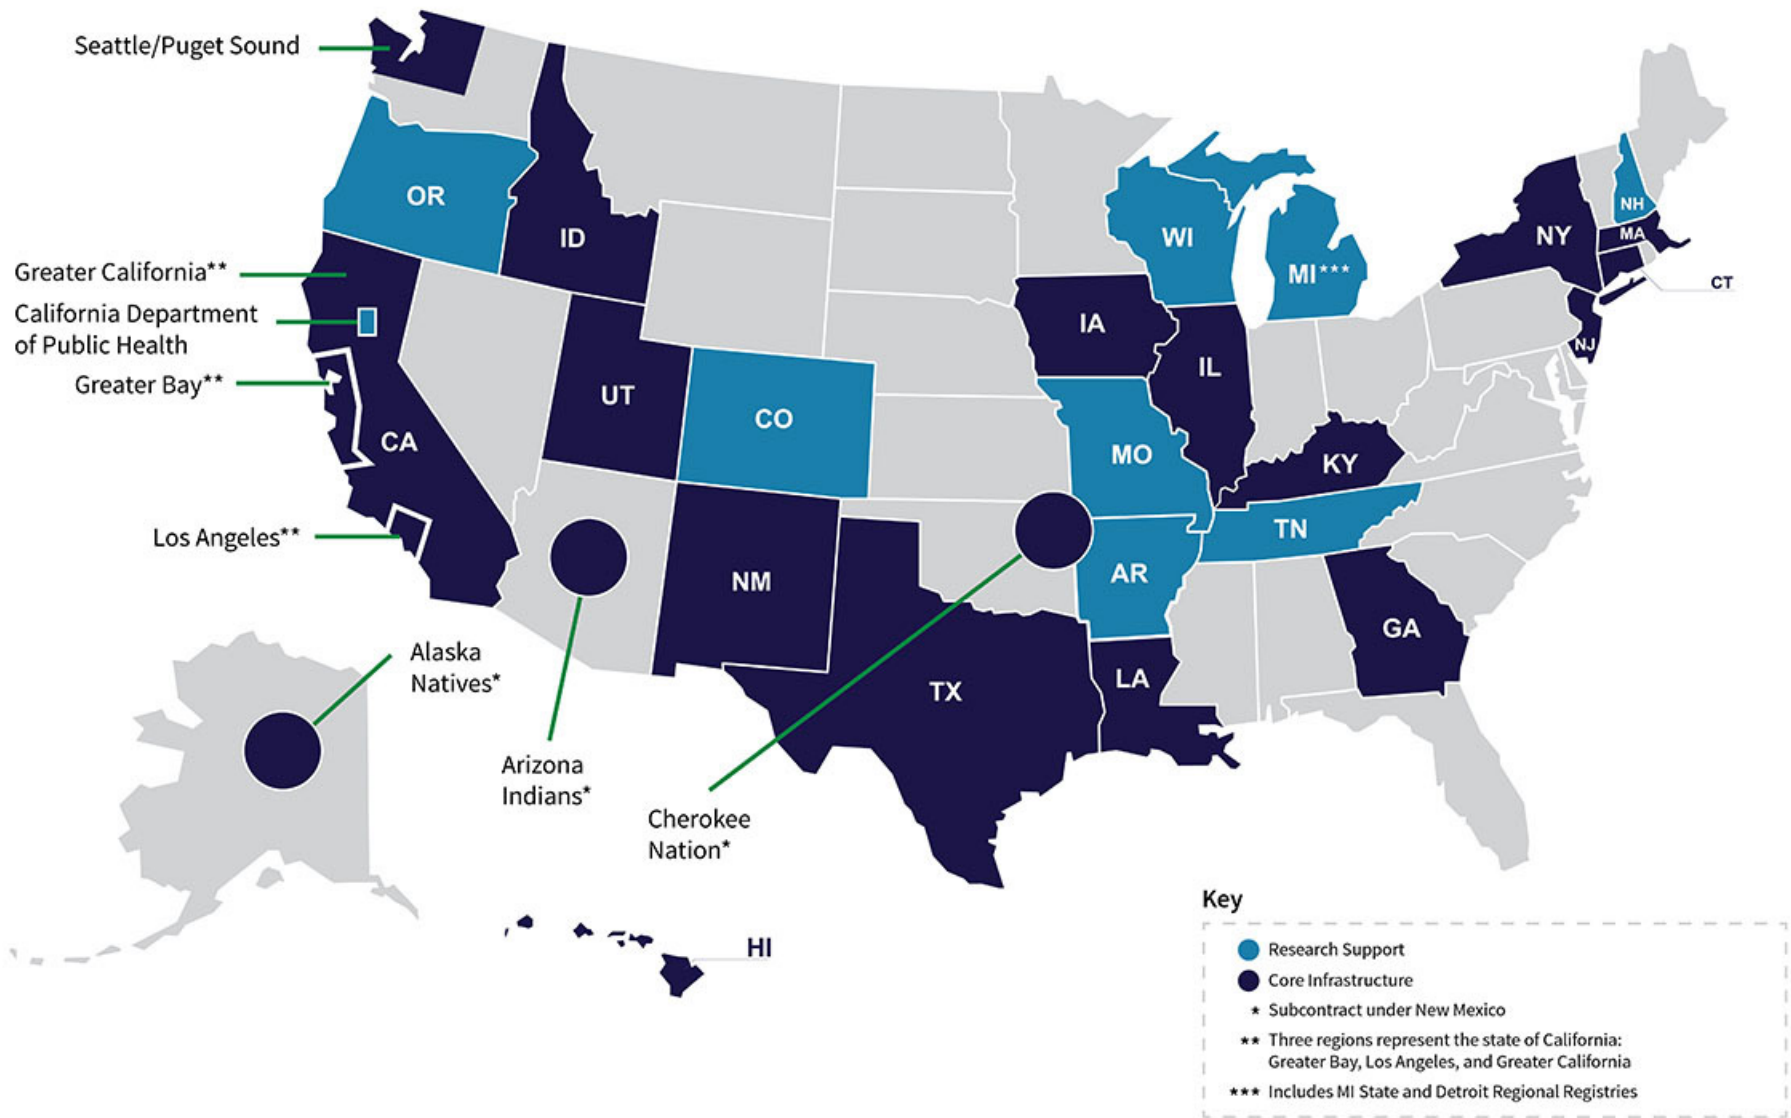 Seattle/Puget Sound
OR
ID
WI
MI***
NY
NH
MA
CT
NJ
Greater California**
California Department
of Public Health
Greater Bay**
CA
UT
CO
IA
IL
MO
KY
TN
Los Angeles**
NM
AR
GA
TX
LA
Alaska
Natives*
Arizona
Indians*
Cherokee
Nation*
HI
Key
Research Support
Core Infrastructure
* Subcontract under New Mexico
** Three regions represent the state of California:
Greater Bay, Los Angeles, and Greater California
*** Includes MI State and Detroit Regional Registries